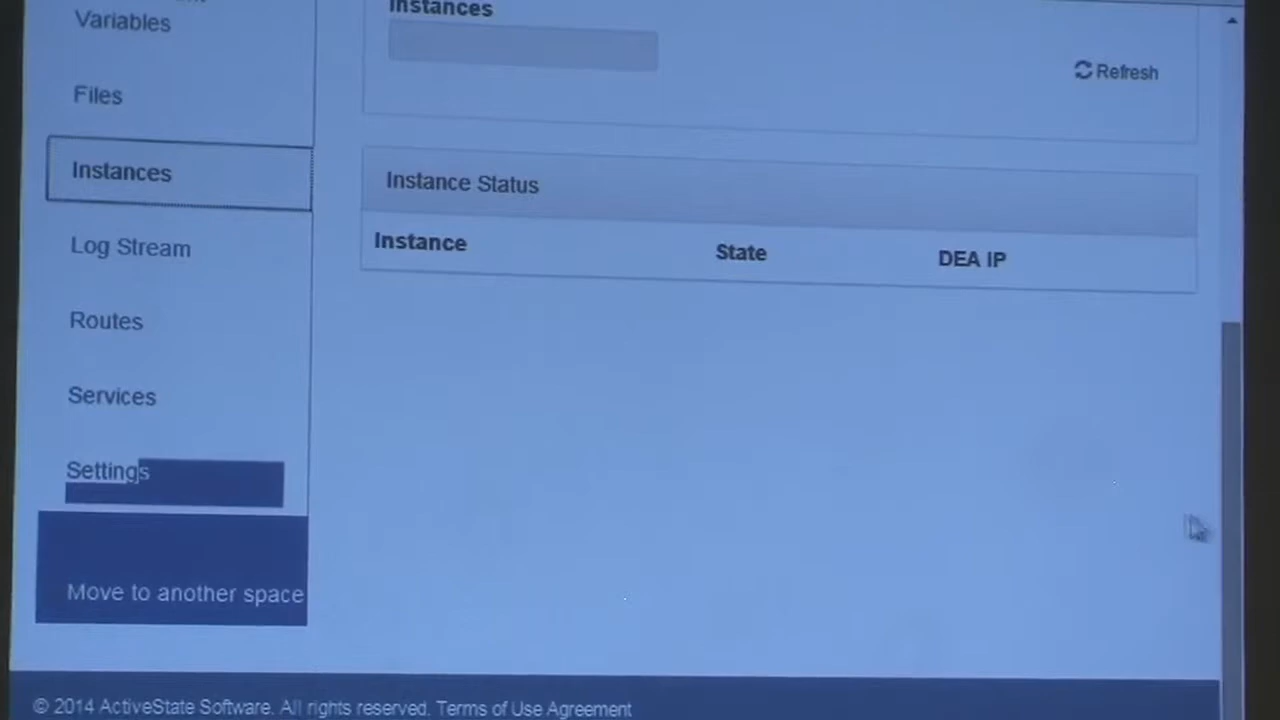 Variables
Files
Instances
Log Stream
Routes
Services
Settings
Move to another space
Instances
Refresh
Instance Status
Instance State DEA IP
© 2014 ActiveState Software. All rights reserved. Terms of Use Agreement